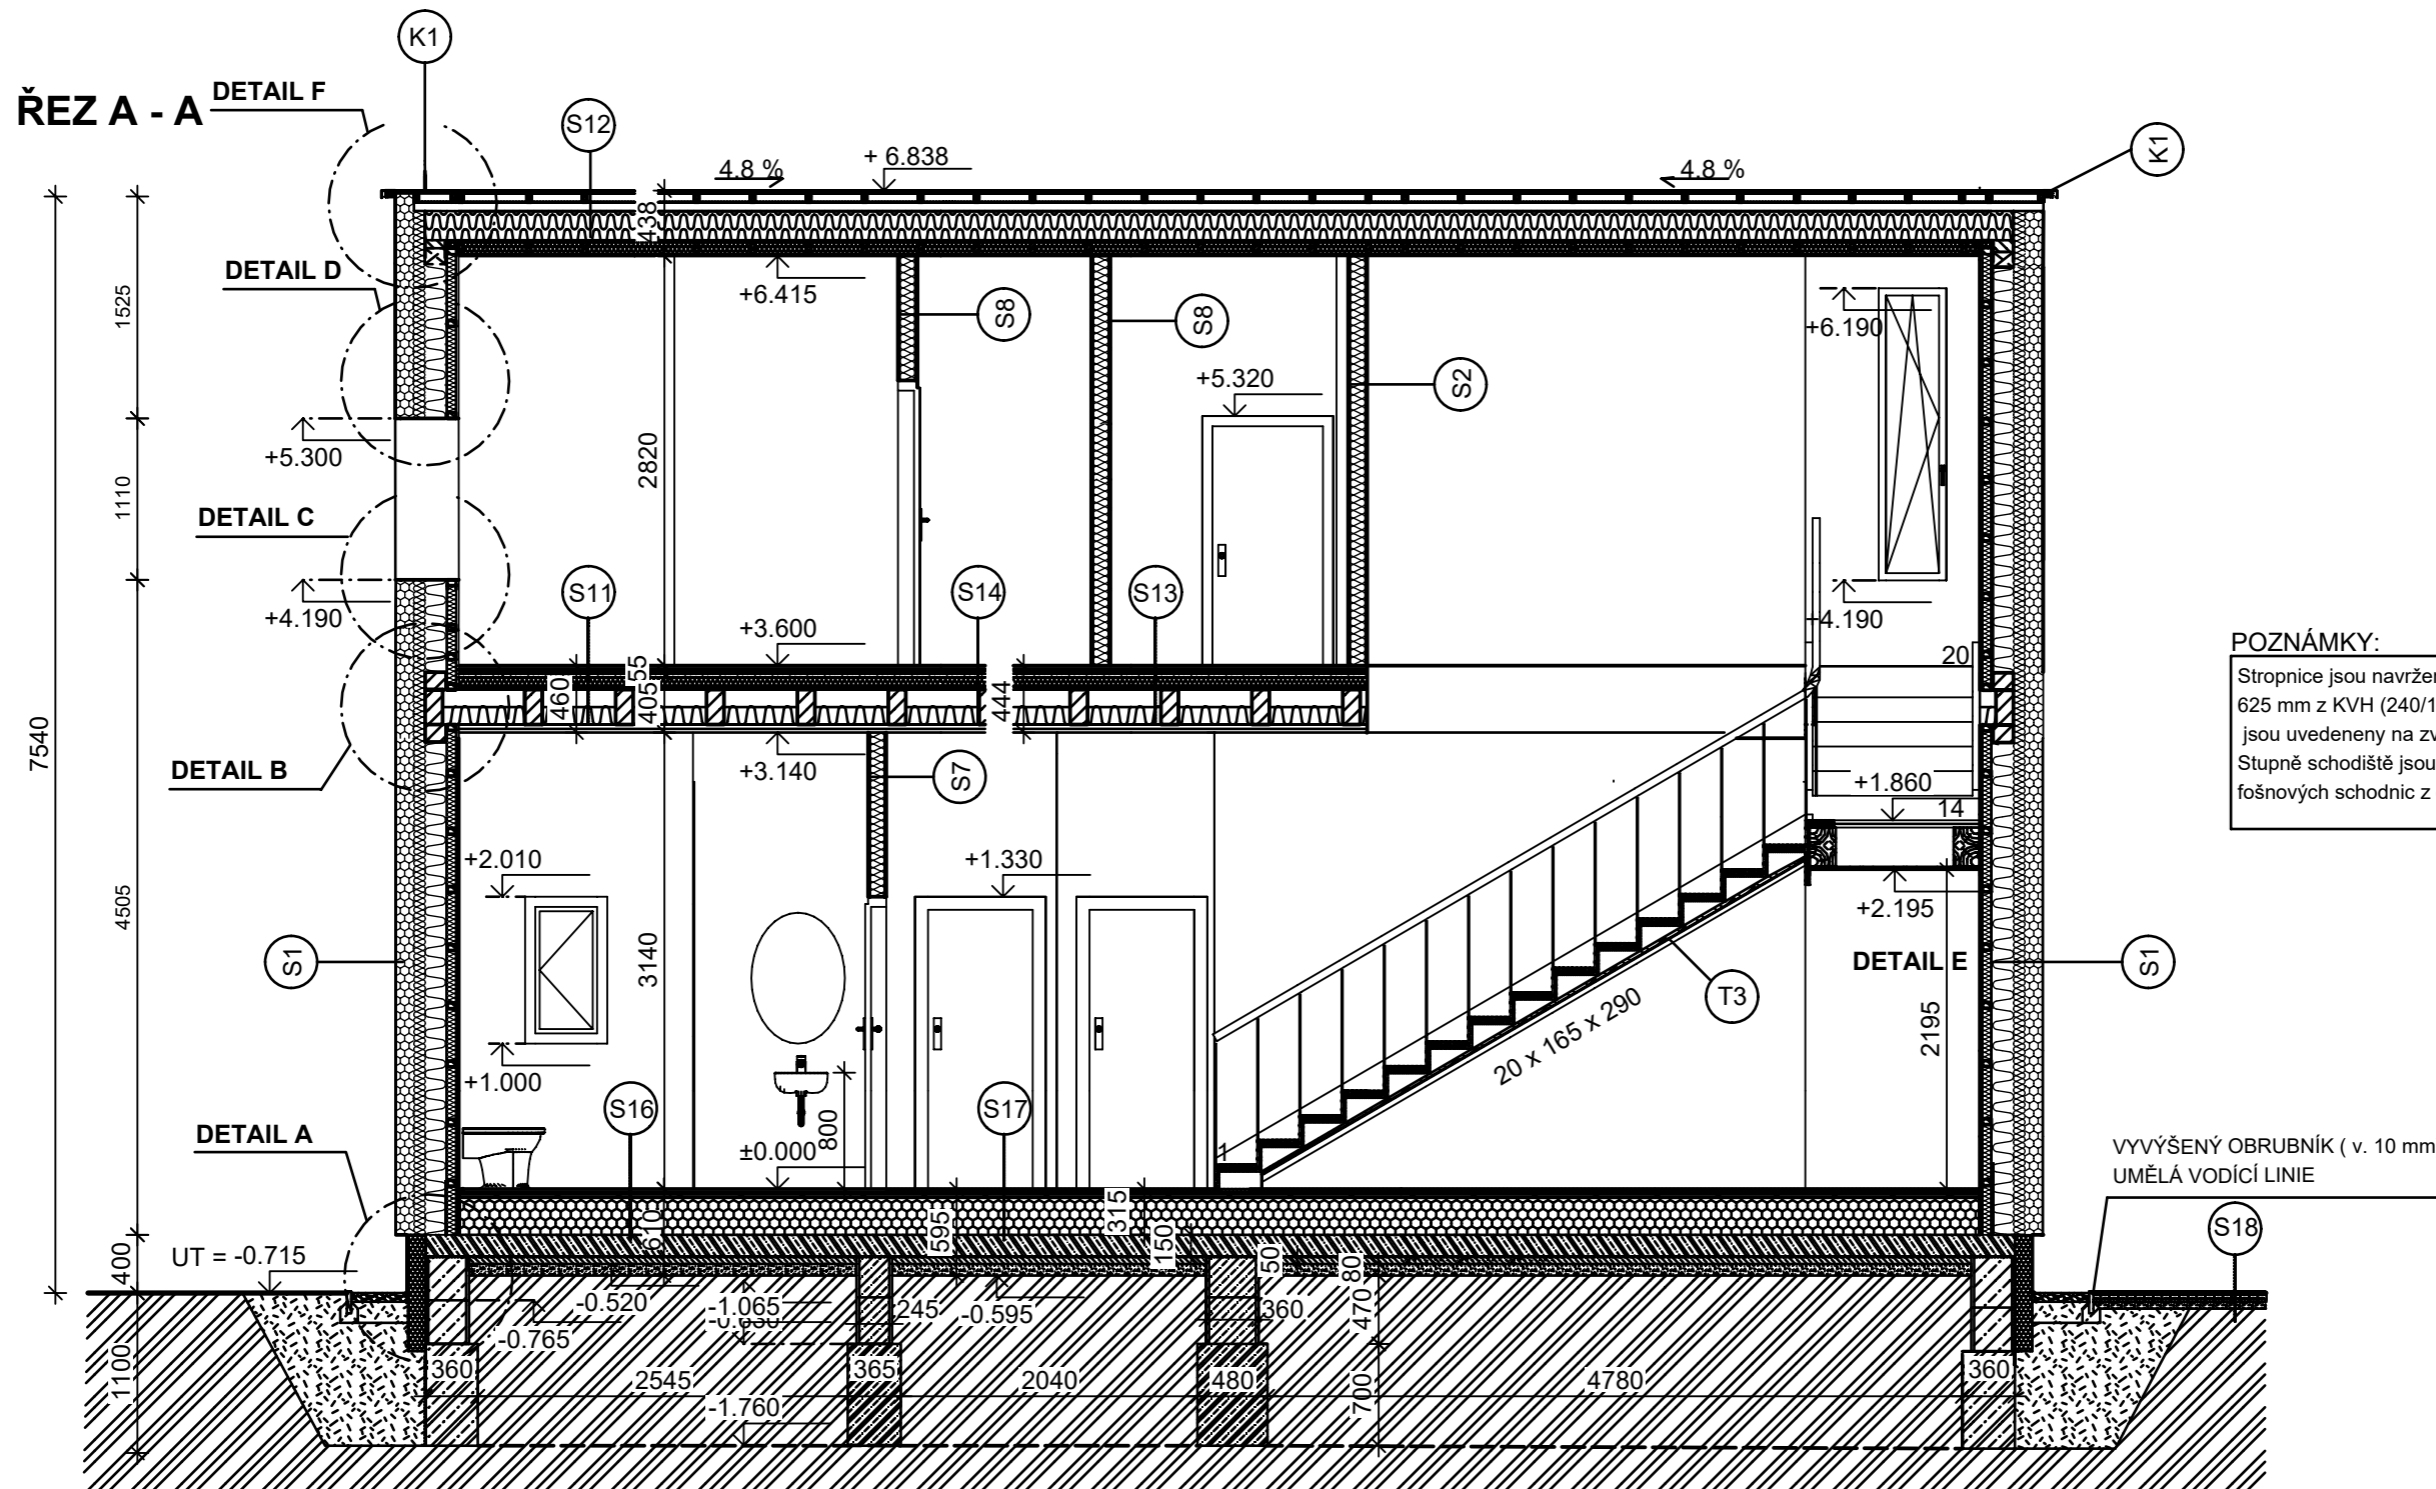 K1
DETAIL F
ŘEZ A - A
S12
4.8 %
+ 6.838
4.8 %
K1
438
DETAIL D
1525
+6.415
S8
S8
+6.190
+5.320
S2
+5.300
2820
1110
DETAIL C
S11
S14
S13
+4.190
+4.190
+3.600
20
POZNÁMKY:
Stropnice jsou navržen
625 mm z KVH (240/1
jsou uvedeneny na zv
Stupně schodiště jsou
fošnových schodnic z
55
460
405
444
7540
DETAIL B
+3.140
S7
+1.860
14
+2.010
+1.330
4505
+2.195
S1
3140
DETAIL E
S1
T3
20 x 165 x 290
2195
+1.000
S16
S17
800
DETAIL A
±0.000
1
VYVÝŠENÝ OBRUBNÍK ( v. 10 mm
UMĚLÁ VODÍCÍ LINIE
S18
UT = -0.715
400
610
595
315
150
50
80
-0.520
-1.065
-0.630
245
-0.595
360
470
-0.765
1100
360
2545
365
2040
480
4780
360
-1.760
700